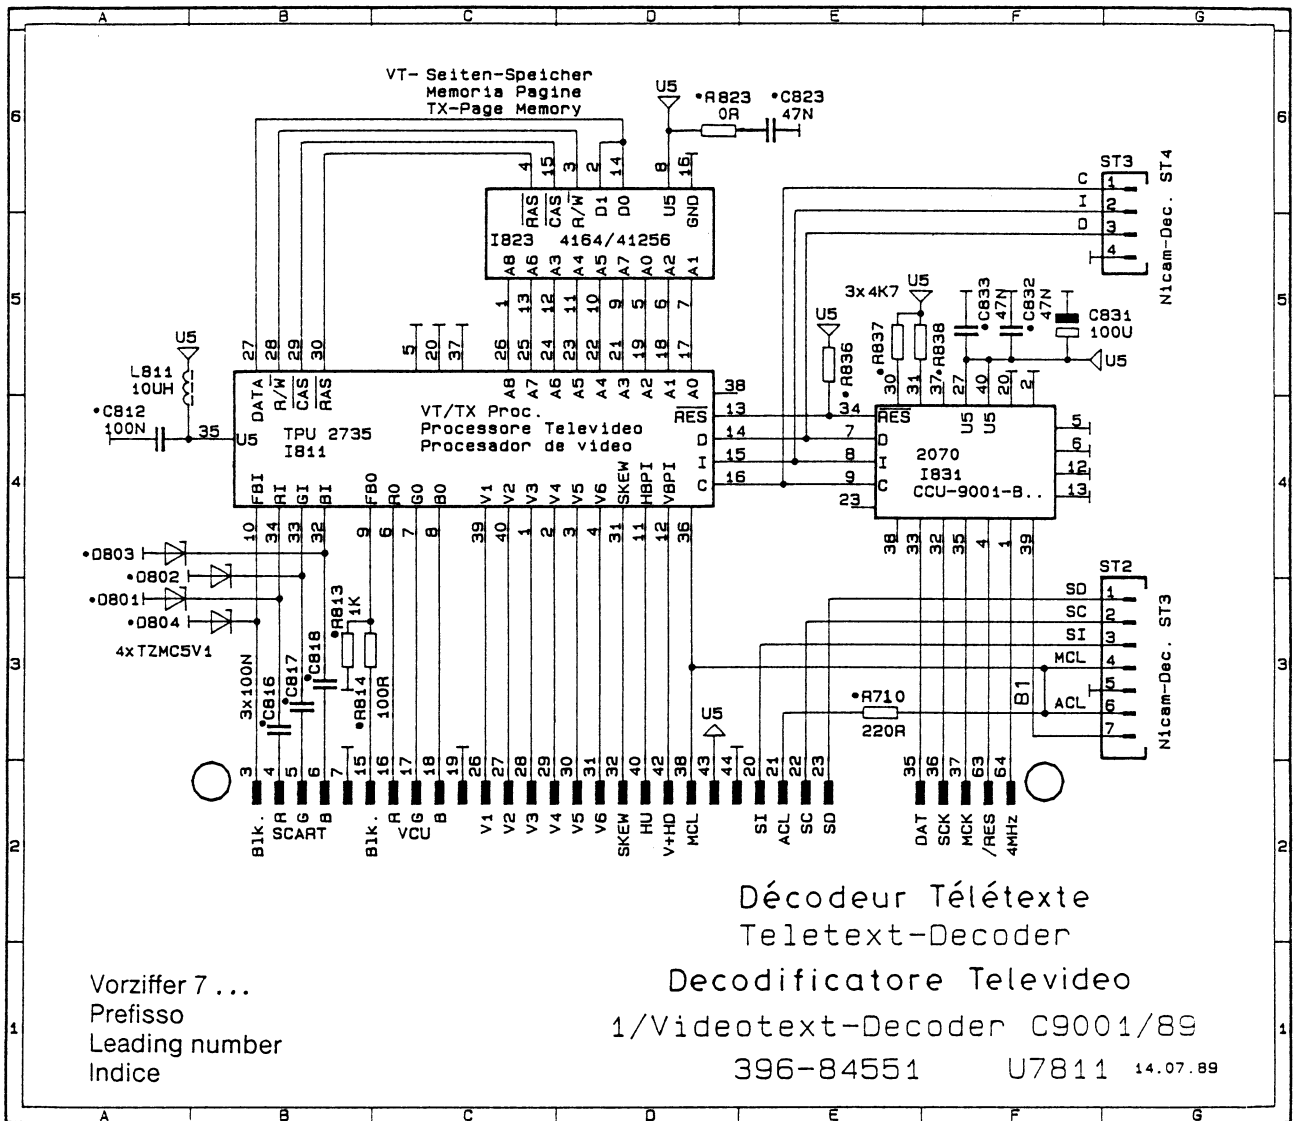 A B C D E F G
VT- Seiten-Speicher
Memoria Pagine
TX-Page Memory
U5
R823
0R
C823
47N
6 6
4 15 3 2 14 8 16
RAS CAS R/W D1 D0 U5 GND
I823 4164/41256
A8 A6 A3 A4 A5 A7 A0 A2 A1
1 13 12 11 10 9 5 6 7
ST3
C 1
I 2
D 3
4
Nicam-Dec. ST4
5 5
3x4K7
U5
U5
R836
R837
R838
C833
47N
C832
47N
C831
100U
U5
U5
L811
10UH
C812
100N
35
27 28 29 30 5 20 37 26 25 24 23 22 21 19 18 17
DATA R/W CAS RAS A8 A7 A6 A5 A4 A3 A2 A1 A0
38
U5
VT/TX Proc.
TPU 2735 Processore Televideo
I811 Procesador de video
RES 13
D 14
I 15
C 16
FBI RI GI BI FB0 R0 G0 B0 V1 V2 V3 V4 V5 V6 SKEW HBPI VBPI
10 34 33 32 9 6 7 8 39 40 1 2 3 4 31 11 12 36
30 31 37 27 40 20 2
34 RES U5 U5
7 D
8 I
9 C
23
2070
I831
CCU-9001-B..
5
6
12
13
38 33 32 35 4 1 39
4 4
D803
D802
D801
D804
4xTZMC5V1
3x100N
C816
C817
C818
R813
1K
R814
100R
3 3
ST2
SD 1
SC 2
SI 3
MCL 4
5
ACL 6
7
Nicam-Dec. ST3
B1
R710
220R
U5
3 4 5 6 7 15 16 17 18 19 26 27 28 29 30 31 32 40 42 38 43 44 20 21 22 23 35 36 37 63 64
Blk. R G B Blk. R G B V1 V2 V3 V4 V5 V6 SKEW HU V+HD MCL SI ACL SC SD DAT SCK MCK /RES 4MHz
SCART VCU
2 2
Décodeur Télétexte
Teletext-Decoder
Decodificatore Televideo
1/Videotext-Decoder C9001/89
396-84551 U7811 14.07.89
Vorziffer 7 ...
Prefisso
Leading number
Indice
1 1
A B C D E F G